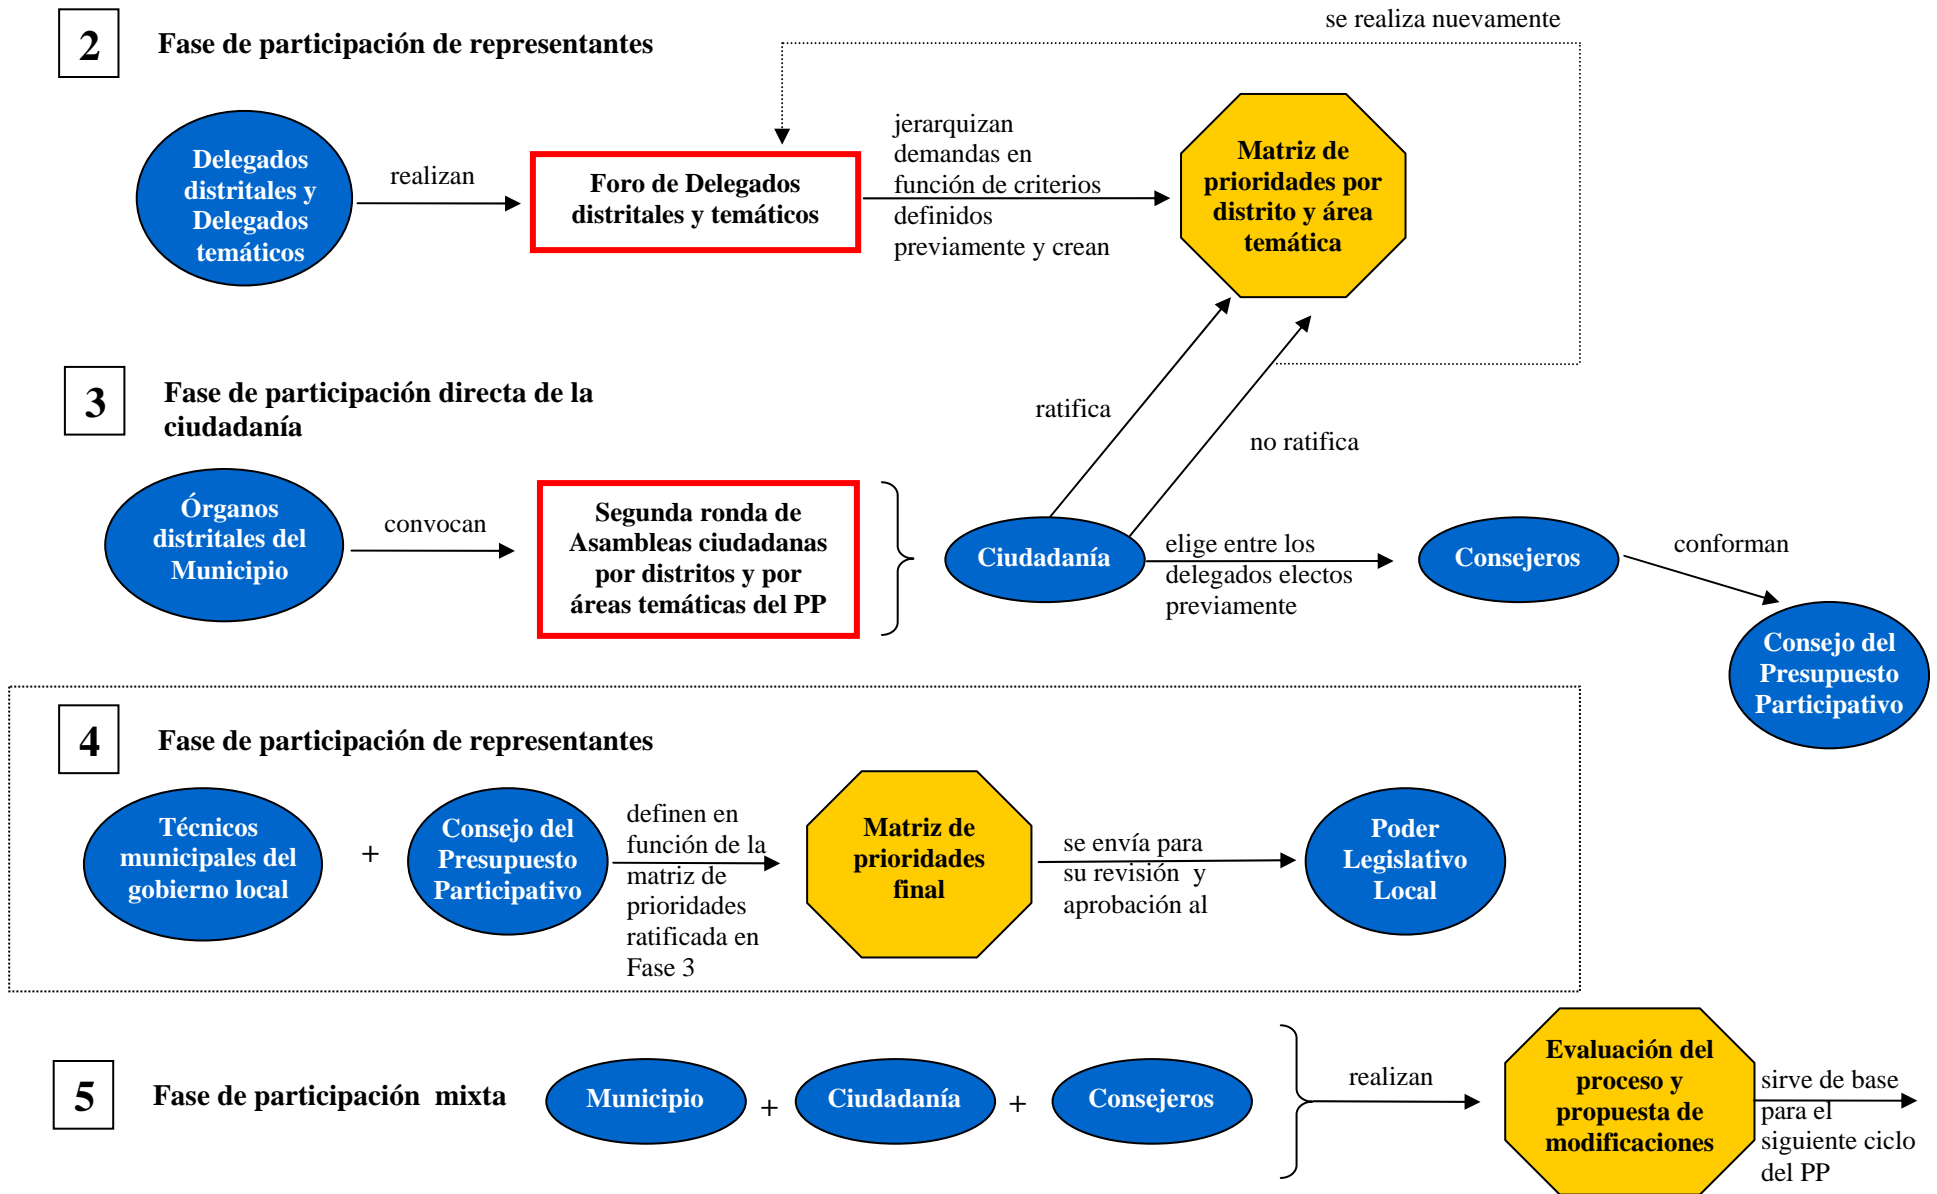 se realiza nuevamente
2
Fase de participación de representantes
Delegados
distritales y
Delegados
temáticos
realizan
Foro de Delegados
distritales y temáticos
jerarquizan
demandas en
función de criterios
definidos
previamente y crean
Matriz de
prioridades por
distrito y área
temática
3
Fase de participación directa de la
ciudadanía
ratifica
no ratifica
Órganos
distritales del
Municipio
convocan
Segunda ronda de
Asambleas ciudadanas
por distritos y por
áreas temáticas del PP
Ciudadanía
elige entre los
delegados electos
previamente
Consejeros
conforman
Consejo del
Presupuesto
Participativo
4
Fase de participación de representantes
Técnicos
municipales del
gobierno local
+
Consejo del
Presupuesto
Participativo
definen en
función de la
matriz de
prioridades
ratificada en
Fase 3
Matriz de
prioridades
final
se envía para
su revisión y
aprobación al
Poder
Legislativo
Local
5
Fase de participación mixta
Municipio
+
Ciudadanía
+
Consejeros
realizan
Evaluación del
proceso y
propuesta de
modificaciones
sirve de base
para el
siguiente ciclo
del PP